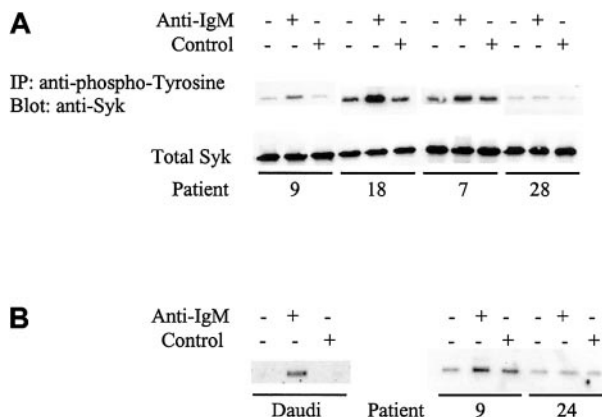 A
Anti-IgM - + - - + - - + - - + -
Control - - + - - + - - + - - +
IP: anti-phospho-Tyrosine
Blot: anti-Syk
Total Syk
Patient 9 18 7 28
B
Anti-IgM - + - - + - - + -
Control - - + - - + - - +
Daudi Patient 9 24